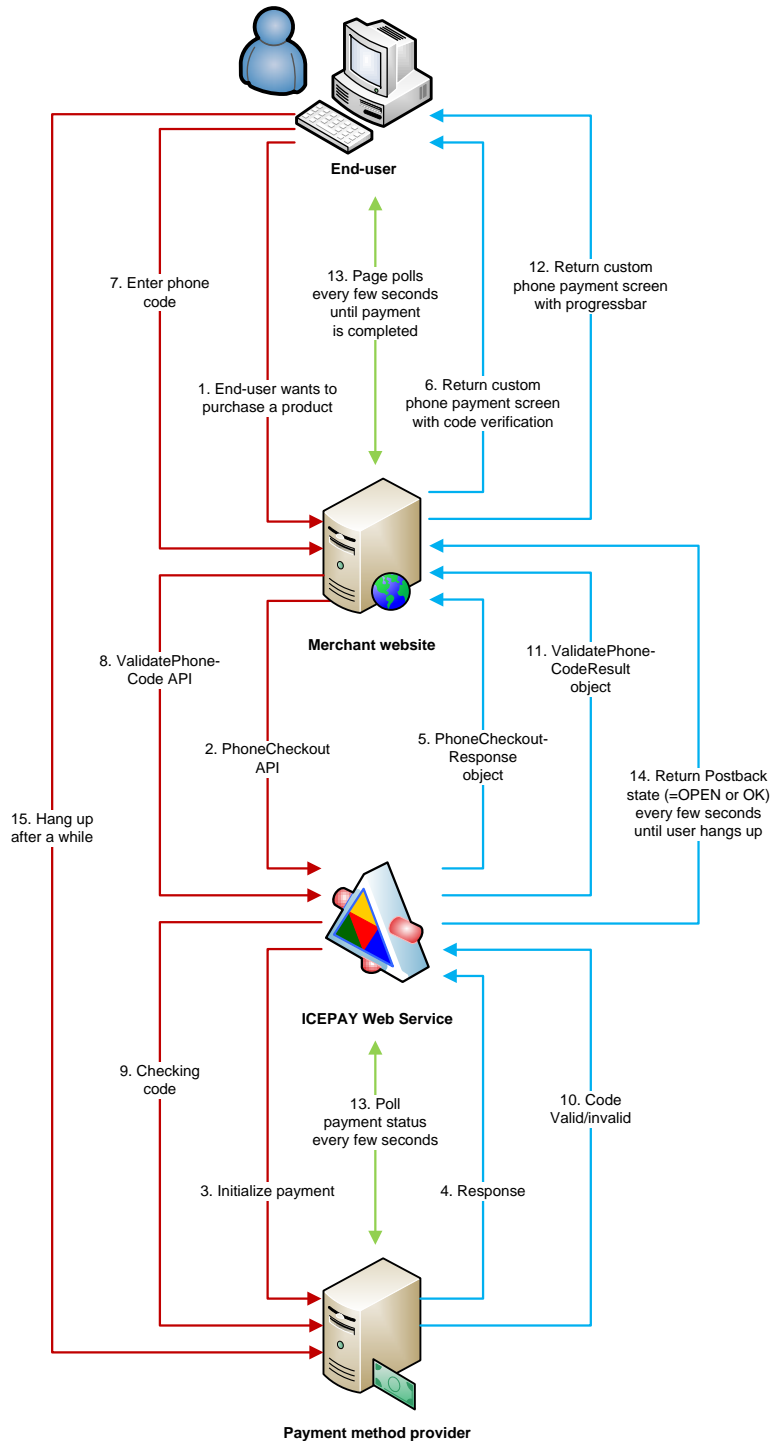 End-user
7. Enter phone
code
13. Page polls
every few seconds
until payment
is completed
12. Return custom
phone payment screen
with progressbar
1. End-user wants to
purchase a product
6. Return custom
phone payment screen
with code verification
Merchant website
8. ValidatePhone-
Code API
11. ValidatePhone-
CodeResult
object
2. PhoneCheckout
API
5. PhoneCheckout-
Response
object
14. Return Postback
state (=OPEN or OK)
every few seconds
until user hangs up
15. Hang up
after a while
ICEPAY Web Service
9. Checking
code
13. Poll
payment status
every few seconds
10. Code
Valid/invalid
3. Initialize payment
4. Response
Payment method provider